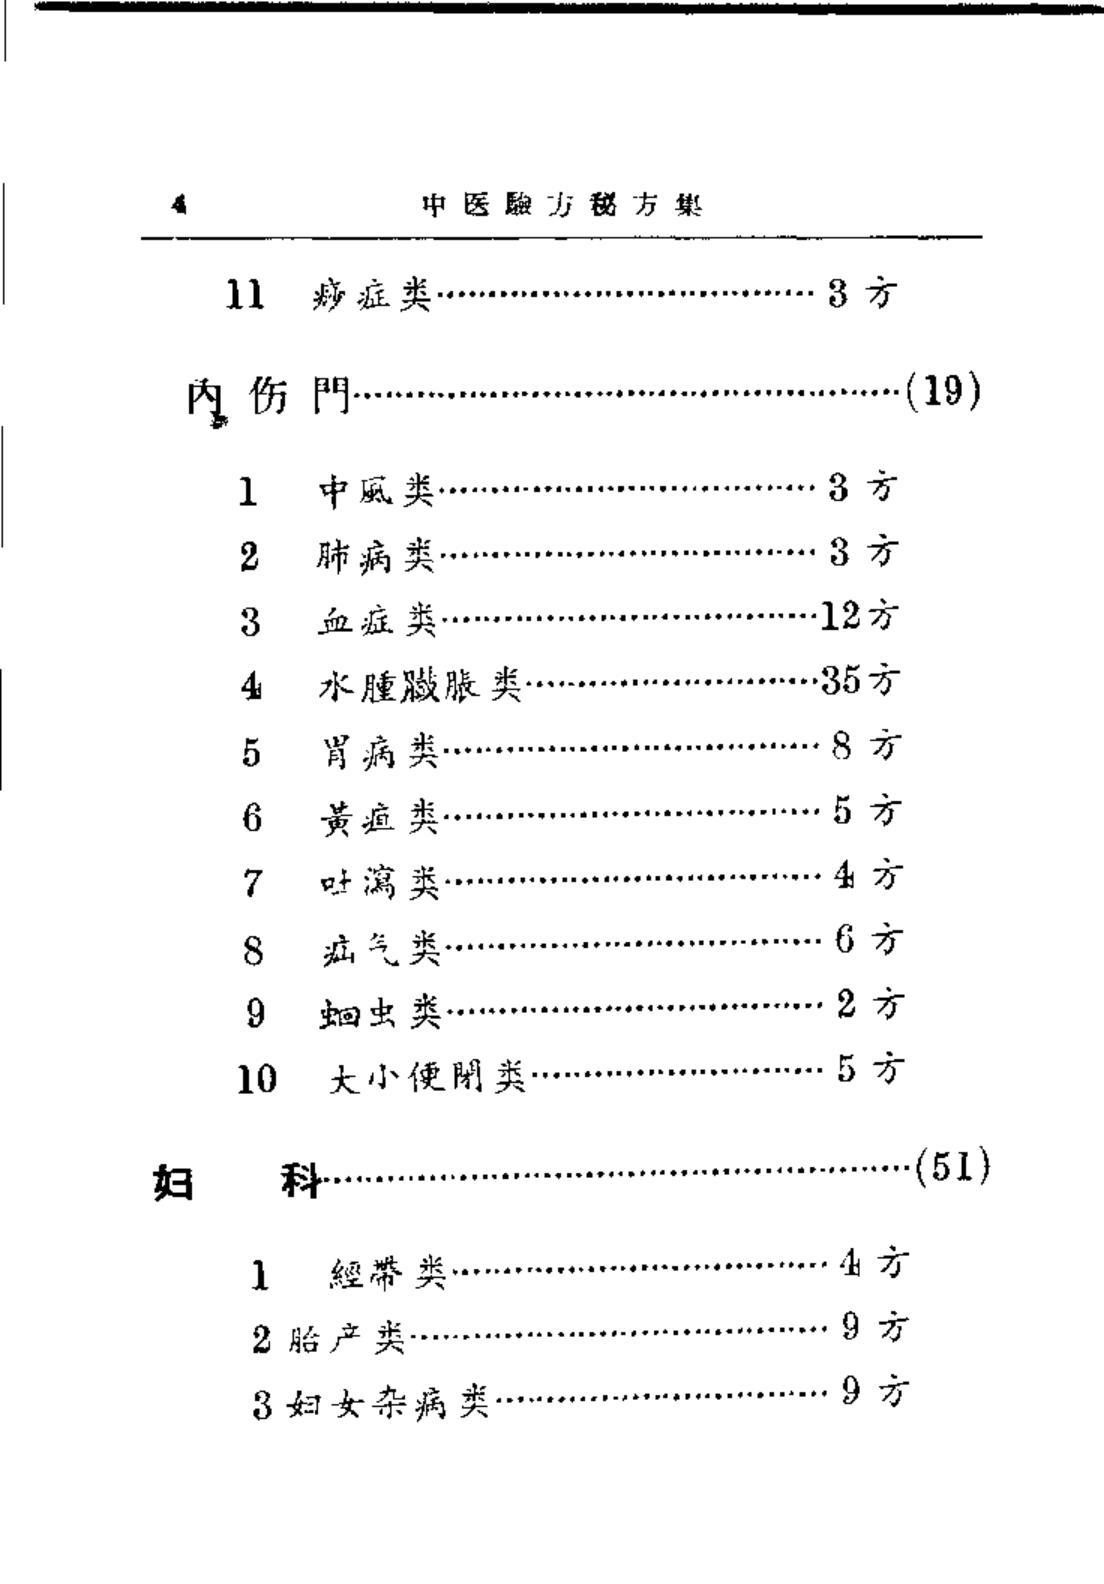 4 中医驗方秘方集
11 痧症类…………………………… 3 方
內伤門……………………………………(19)
1 中風类…………………………… 3 方
2 肺病类…………………………… 3 方
3 血症类……………………………12方
4 水腫臌脹类……………………35方
5 胃病类…………………………… 8 方
6 黃疸类…………………………… 5 方
7 吐瀉类…………………………… 4 方
8 疝气类…………………………… 6 方
9 蛔虫类…………………………… 2 方
10 大小便閉类…………………… 5 方
妇 科……………………………………(51)
1 經帶类…………………………… 4 方
2 胎产类……………………………… 9 方
3 妇女杂病类……………………… 9 方